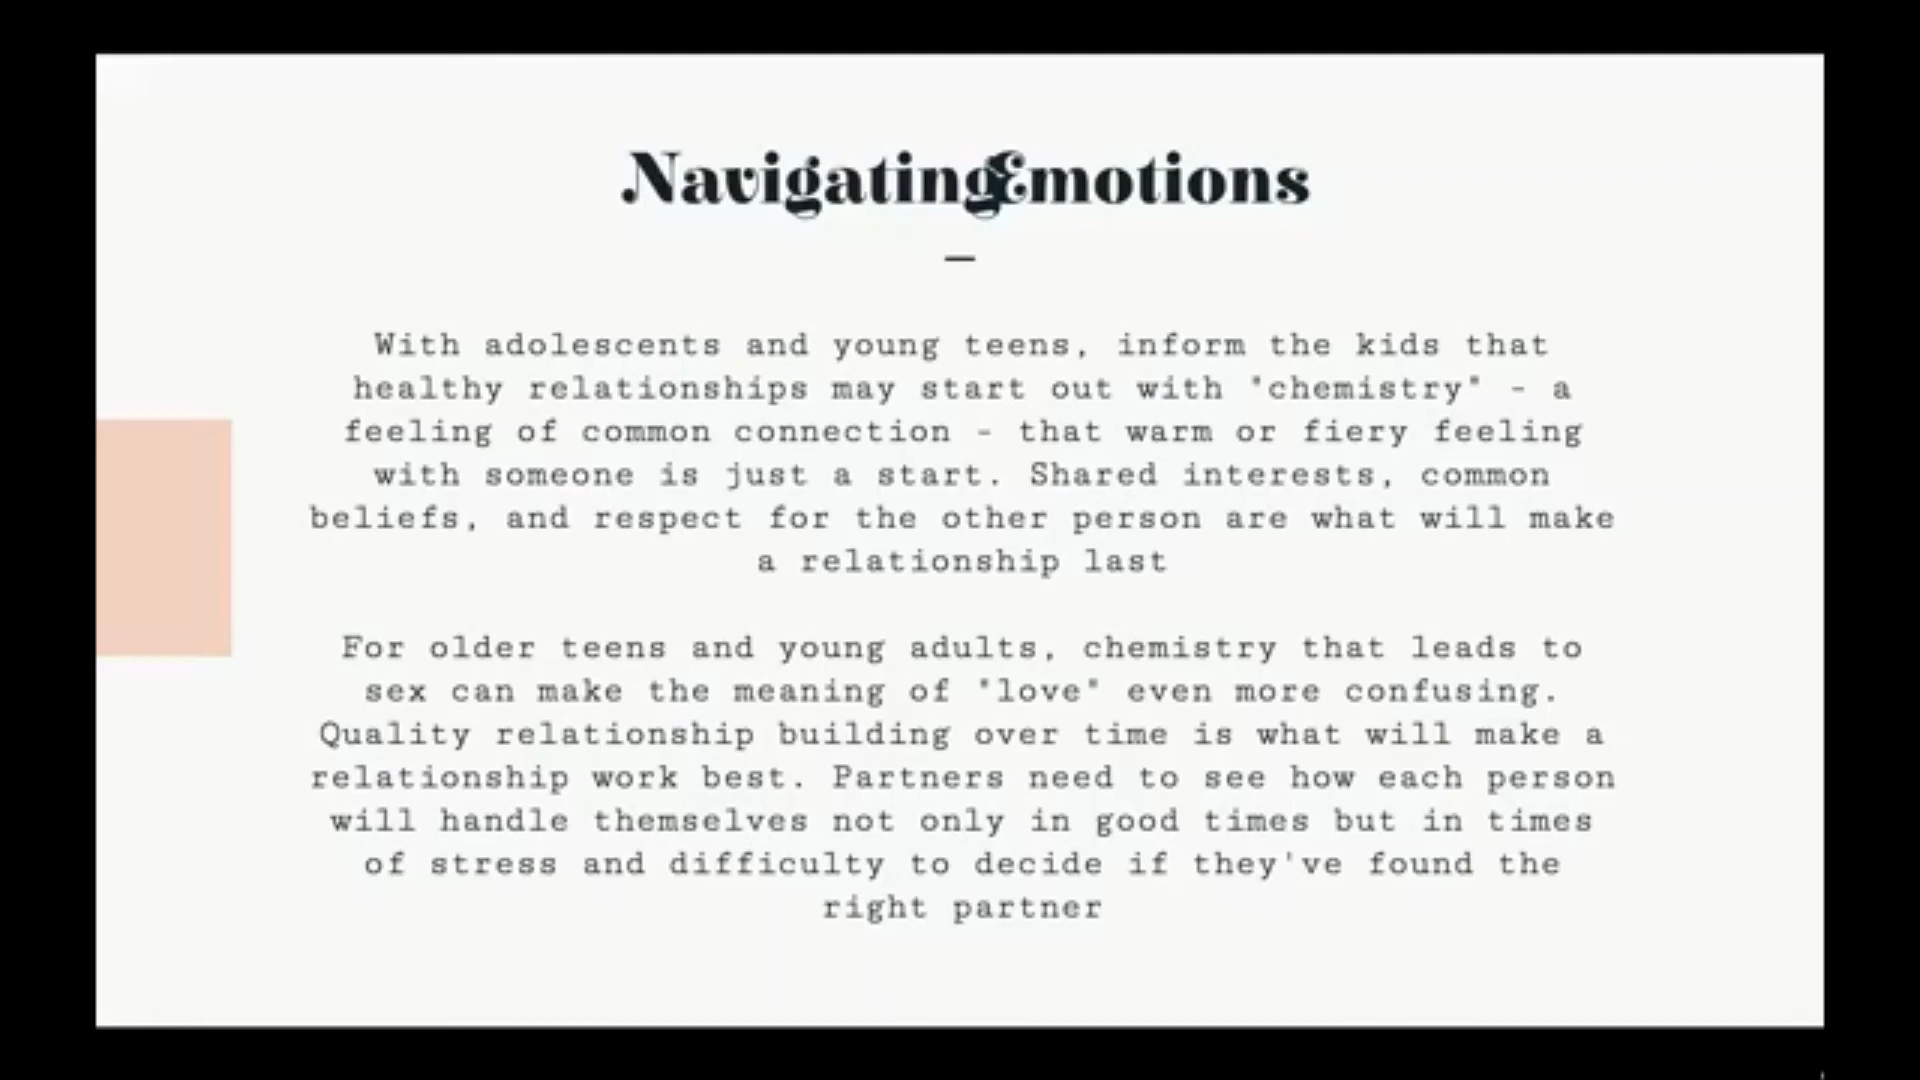 Navigating Emotions
With adolescents and young teens, inform the kids that
healthy relationships may start out with "chemistry" - a
feeling of common connection - that warm or fiery feeling
with someone is just a start. Shared interests, common
beliefs, and respect for the other person are what will make
a relationship last
For older teens and young adults, chemistry that leads to
sex can make the meaning of "love" even more confusing.
Quality relationship building over time is what will make a
relationship work best. Partners need to see how each person
will handle themselves not only in good times but in times
of stress and difficulty to decide if they've found the
right partner